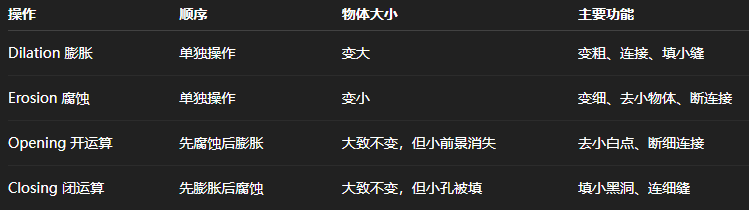 操作 顺序 物体大小 主要功能
Dilation 膨胀 单独操作 变大 变粗、连接、填小缝
Erosion 腐蚀 单独操作 变小 变细、去小物体、断连接
Opening 开运算 先腐蚀后膨胀 大致不变，但小前景消失 去小白点、断细连接
Closing 闭运算 先膨胀后腐蚀 大致不变，但小孔被填 填小黑洞、连细缝